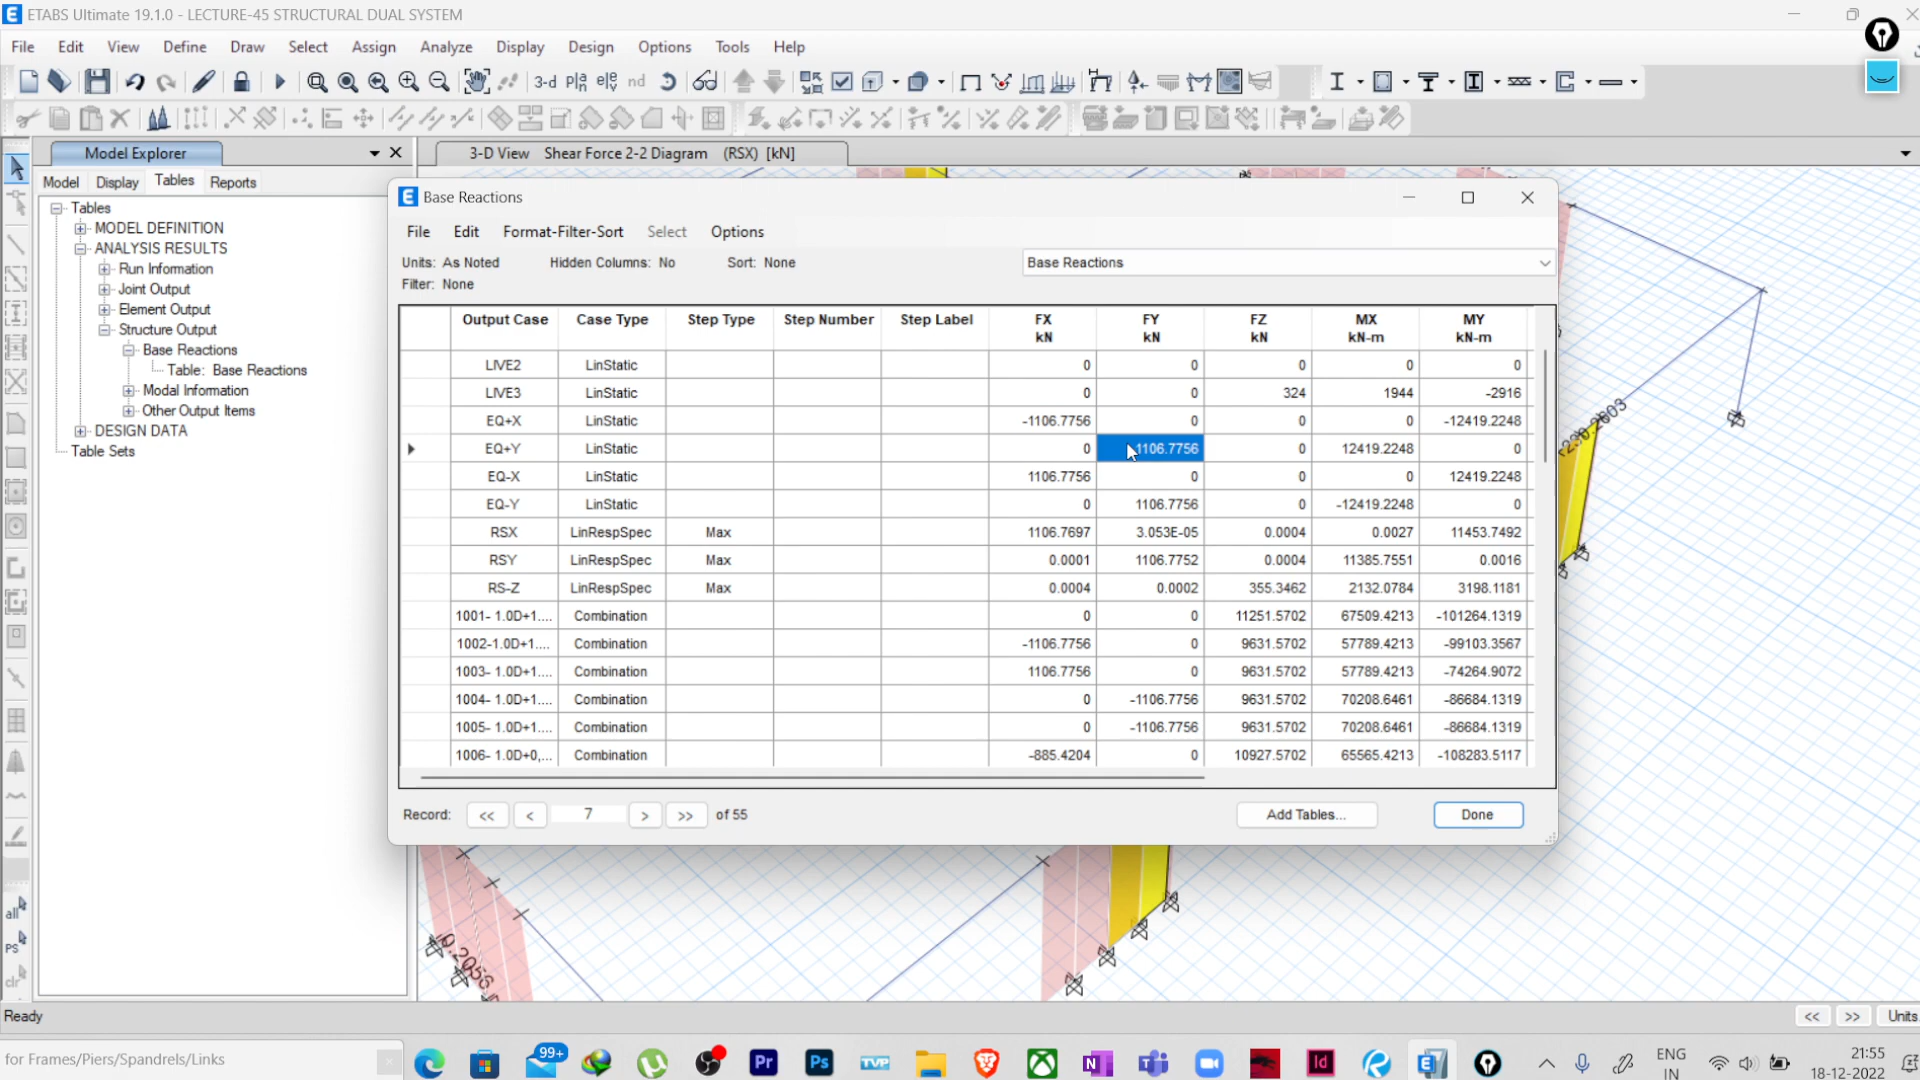 ETABS Ultimate 19.1.0 - LECTURE-45 STRUCTURAL DUAL SYSTEM
File Edit View Define Draw Select Assign Analyze Display Design Options Tools Help
3-d nd
Model Explorer
3-D View Shear Force 2-2 Diagram (RSX) [kN]
Model Display Tables Reports
Tables
MODEL DEFINITION
ANALYSIS RESULTS
Run Information
Joint Output
Element Output
Structure Output
Base Reactions
Table: Base Reactions
Modal Information
Other Output Items
DESIGN DATA
Table Sets
all
PS
clr
Base Reactions
File Edit Format-Filter-Sort Select Options
Units: As Noted Hidden Columns: No Sort: None Base Reactions
Filter: None
Output Case Case Type Step Type Step Number Step Label FX kN FY kN FZ kN MX kN-m MY kN-m
LIVE2 LinStatic 0 0 0 0 0
LIVE3 LinStatic 0 0 324 1944 -2916
EQ+X LinStatic -1106.7756 0 0 0 -12419.2248
EQ+Y LinStatic 0 1106.7756 0 12419.2248 0
EQ-X LinStatic 1106.7756 0 0 0 12419.2248
EQ-Y LinStatic 0 1106.7756 0 -12419.2248 0
RSX LinRespSpec Max 1106.7697 3.053E-05 0.0004 0.0027 11453.7492
RSY LinRespSpec Max 0.0001 1106.7752 0.0004 11385.7551 0.0016
RS-Z LinRespSpec Max 0.0004 0.0002 355.3462 2132.0784 3198.1181
1001- 1.0D+1.... Combination 0 0 11251.5702 67509.4213 -101264.1319
1002-1.0D+1.... Combination -1106.7756 0 9631.5702 57789.4213 -99103.3567
1003- 1.0D+1.... Combination 1106.7756 0 9631.5702 57789.4213 -74264.9072
1004- 1.0D+1.... Combination 0 -1106.7756 9631.5702 70208.6461 -86684.1319
1005- 1.0D+1.... Combination 0 -1106.7756 9631.5702 70208.6461 -86684.1319
1006- 1.0D+0,... Combination -885.4204 0 10927.5702 65565.4213 -108283.5117
Record: << < 7 > >> of 55 Add Tables... Done
Ready << >> Units
for Frames/Piers/Spandrels/Links
99+ Pr Ps TVP N Id
ENG IN
21:55
18-12-2022